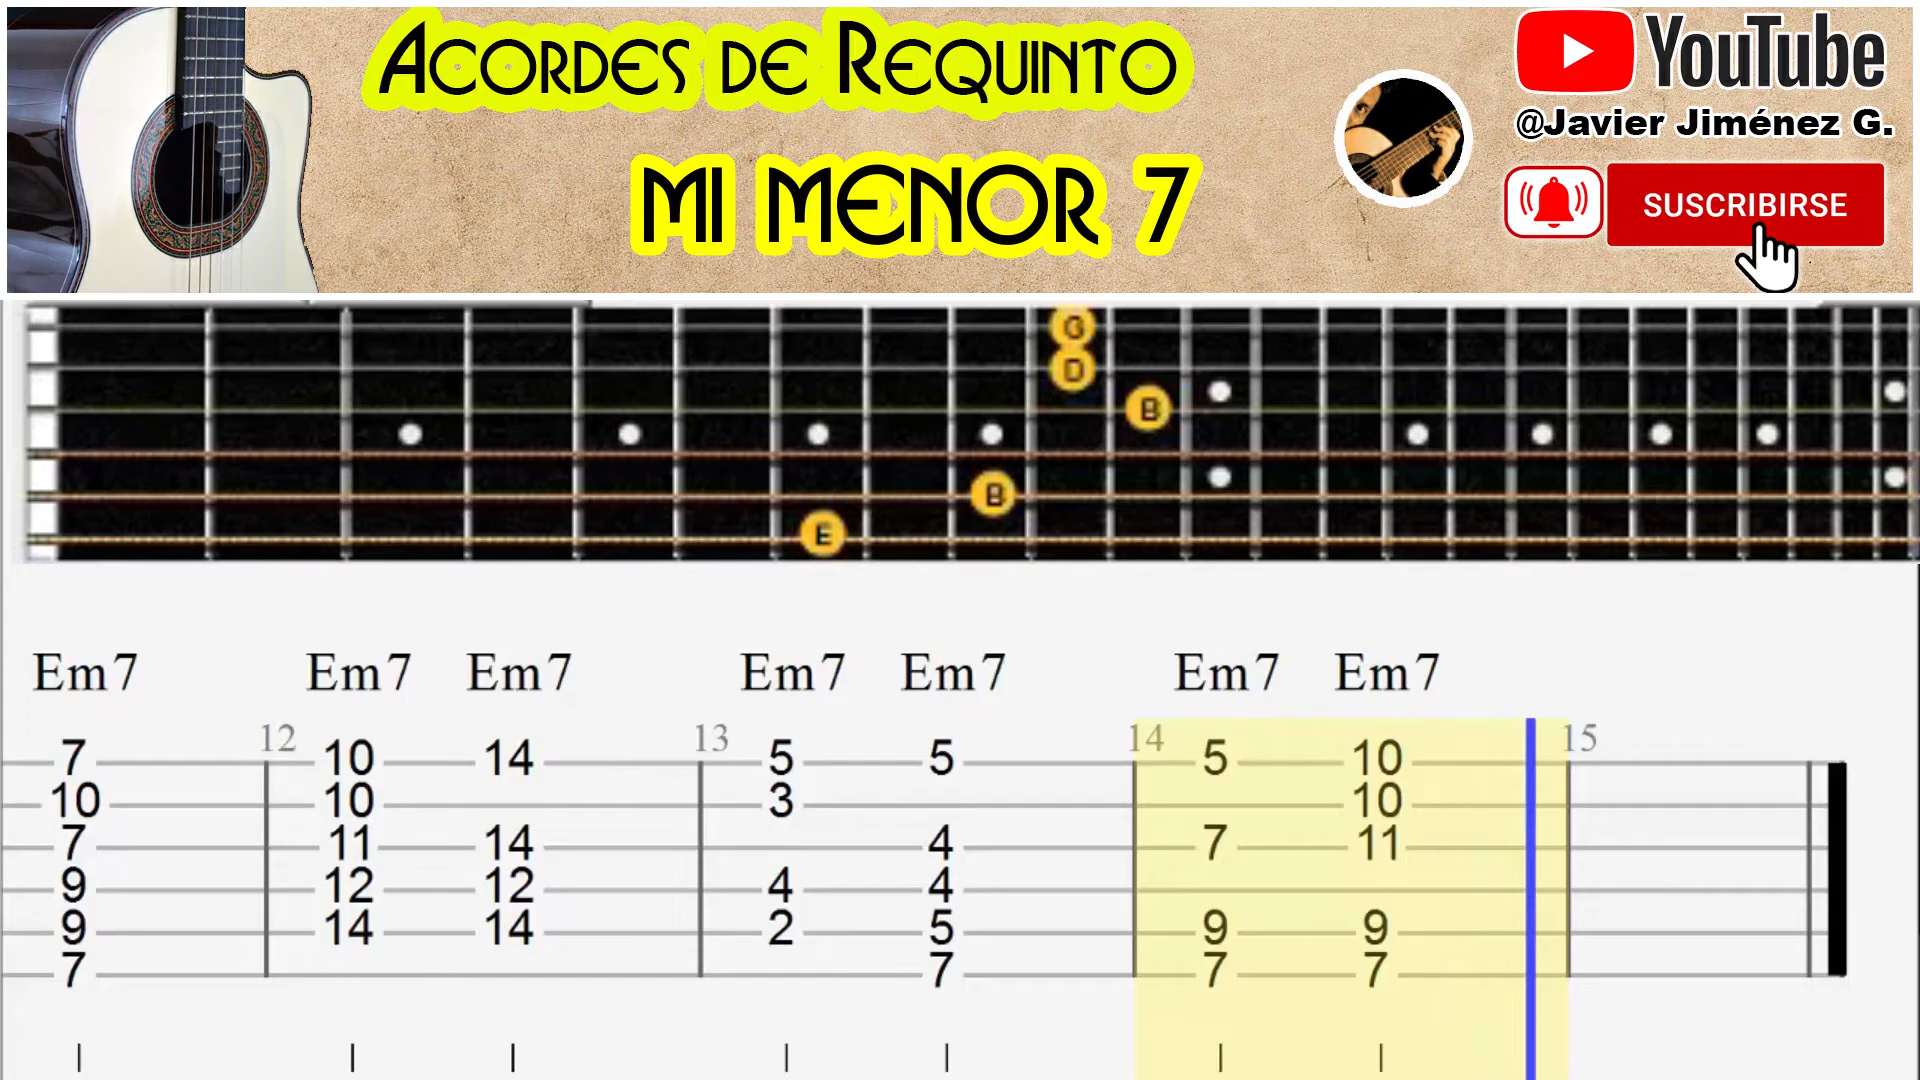 ACORDES DE REQUINTO
MI MENOR 7
YouTube
@Javier Jiménez G.
SUSCRIBIRSE
G
D
B
B
E
Em7 Em7 Em7 Em7 Em7 Em7 Em7
12 13 14 15
7 10 14 5 5 5 10
10 10 3 10
7 11 14 4 7 11
9 12 12 4 4
9 14 14 2 5 9 9
7 7 7 7